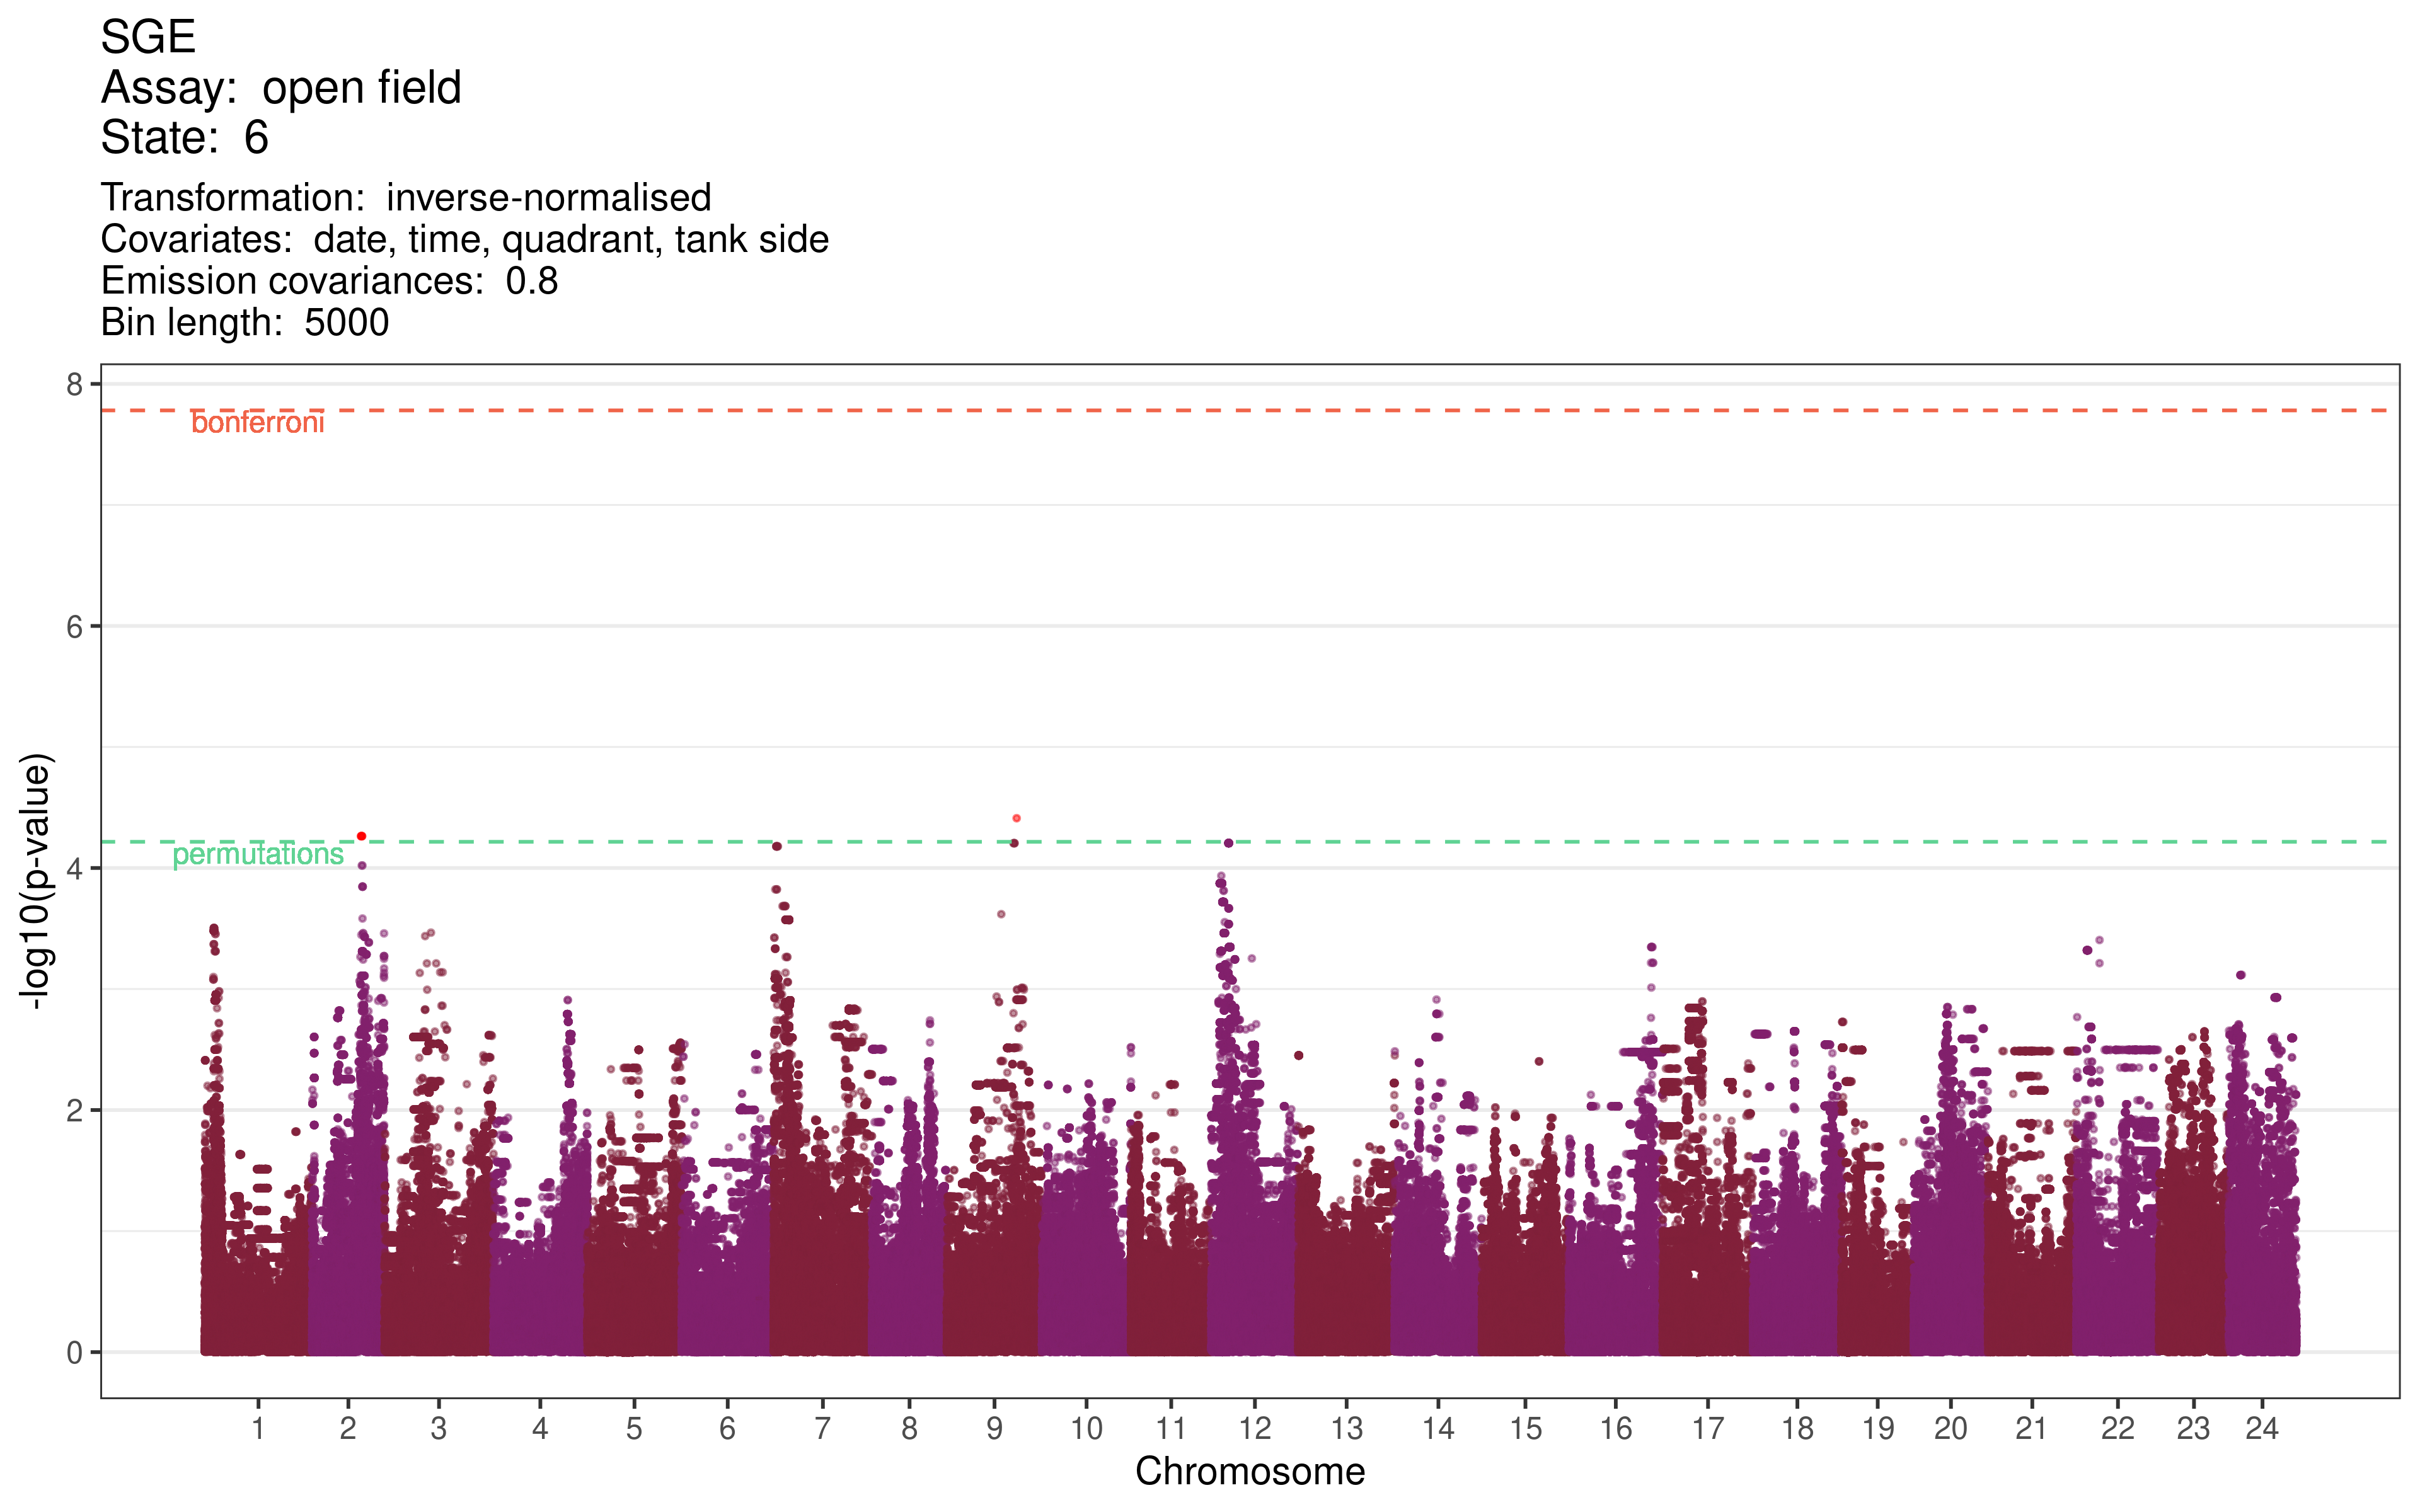 SGE
Assay:  open field
State:  6
Transformation:  inverse-normalised
Covariates:  date, time, quadrant, tank side
Emission covariances:  0.8
Bin length:  5000
8
bonferroni
6
permutations
4
2
0
-log10(p-value)
1 2 3 4 5 6 7 8 9 10 11 12 13 14 15 16 17 18 19 20 21 22 23 24
Chromosome